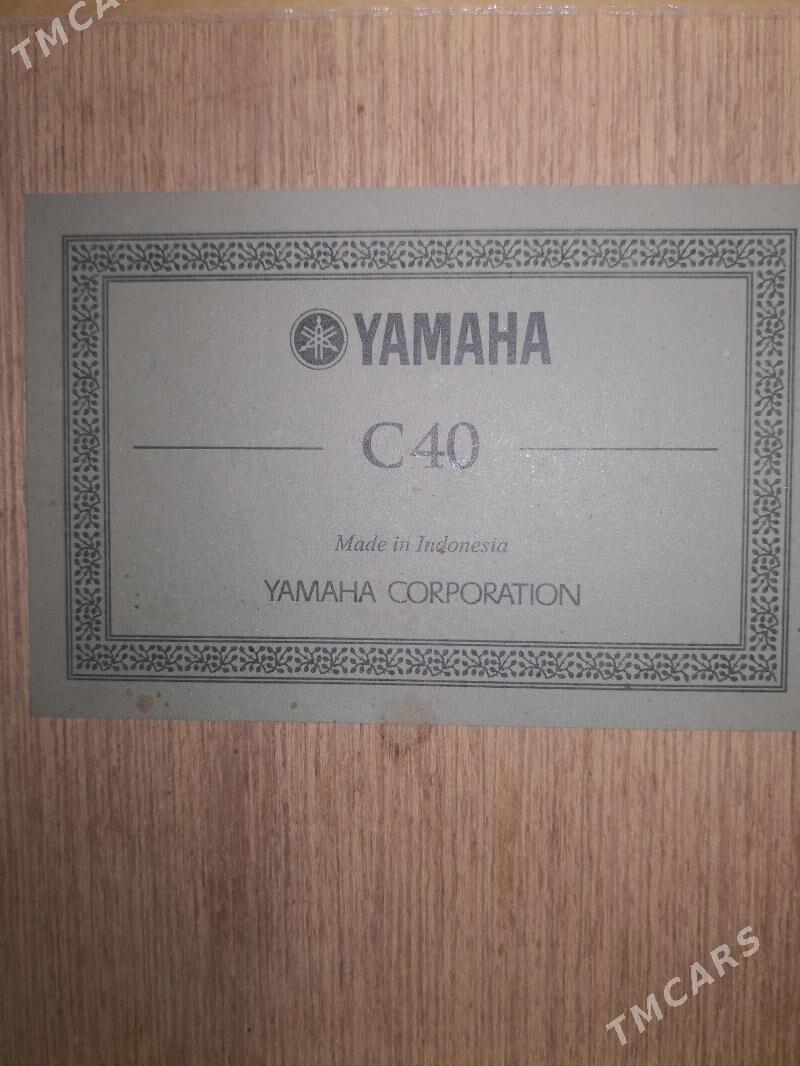 TMCARS
YAMAHA
C40
Made in Indonesia
YAMAHA CORPORATION
TMCARS